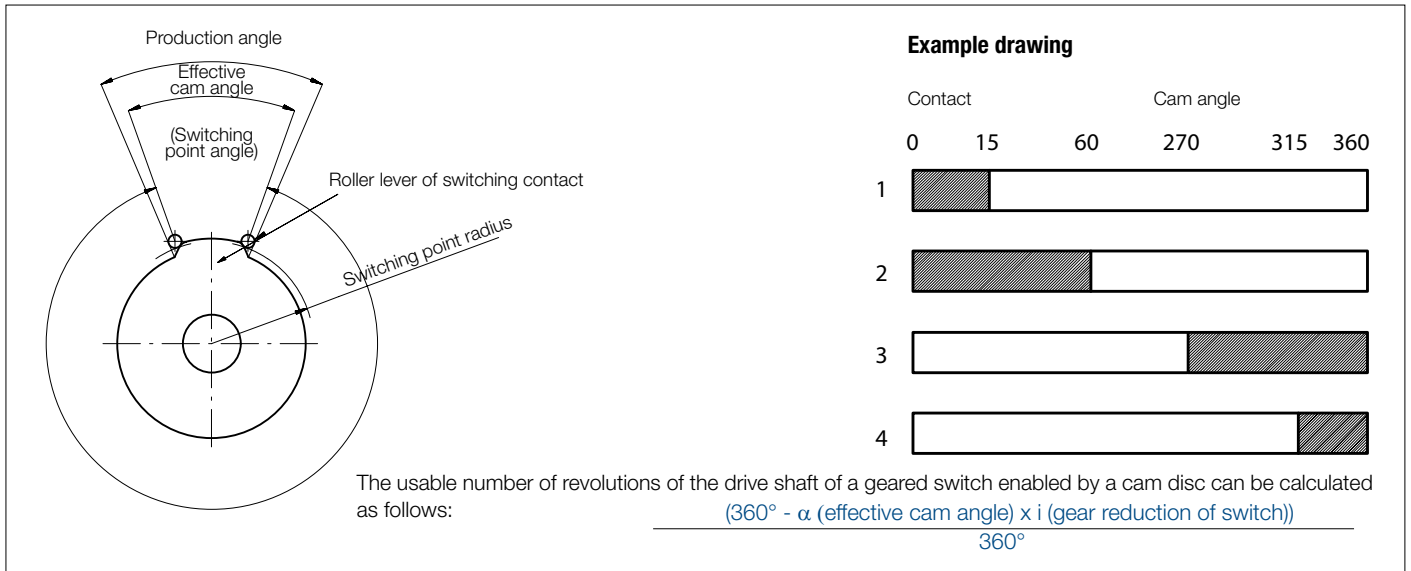 Production angle
Effective
cam angle
(Switching
point angle)
Roller lever of switching contact
Switching point radius
Example drawing
Contact Cam angle
0 15 60 270 315 360
1
2
3
4
The usable number of revolutions of the drive shaft of a geared switch enabled by a cam disc can be calculated
as follows: (360° - α (effective cam angle) x i (gear reduction of switch))
360°